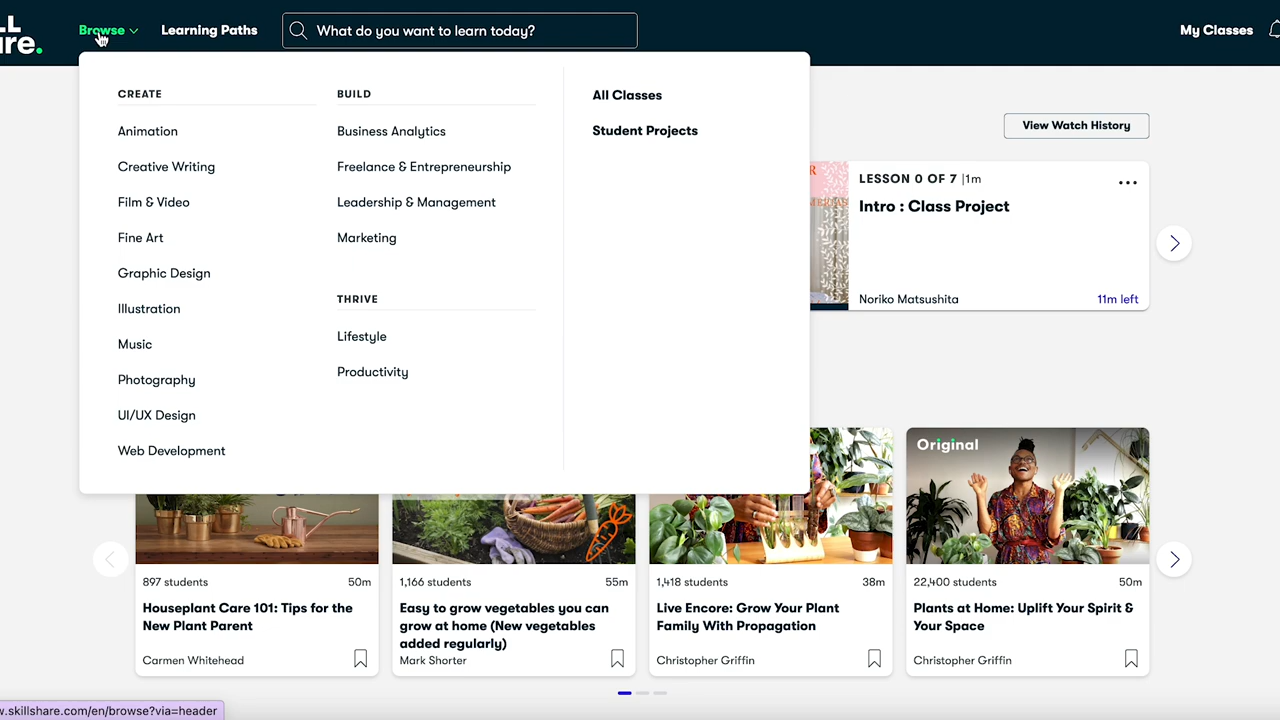 LL
re.
Browse
Learning Paths
What do you want to learn today?
My Classes
CREATE
Animation
Creative Writing
Film & Video
Fine Art
Graphic Design
Illustration
Music
Photography
UI/UX Design
Web Development
BUILD
Business Analytics
Freelance & Entrepreneurship
Leadership & Management
Marketing
THRIVE
Lifestyle
Productivity
All Classes
Student Projects
View Watch History
LESSON 0 OF 7 |1m
Intro : Class Project
Noriko Matsushita
11m left
897 students
50m
Houseplant Care 101: Tips for the
New Plant Parent
Carmen Whitehead
1,166 students
55m
Easy to grow vegetables you can
grow at home (New vegetables
added regularly)
Mark Shorter
1,418 students
38m
Live Encore: Grow Your Plant
Family With Propagation
Christopher Griffin
Original
22,400 students
50m
Plants at Home: Uplift Your Spirit &
Your Space
Christopher Griffin
w.skillshare.com/en/browse?via=header